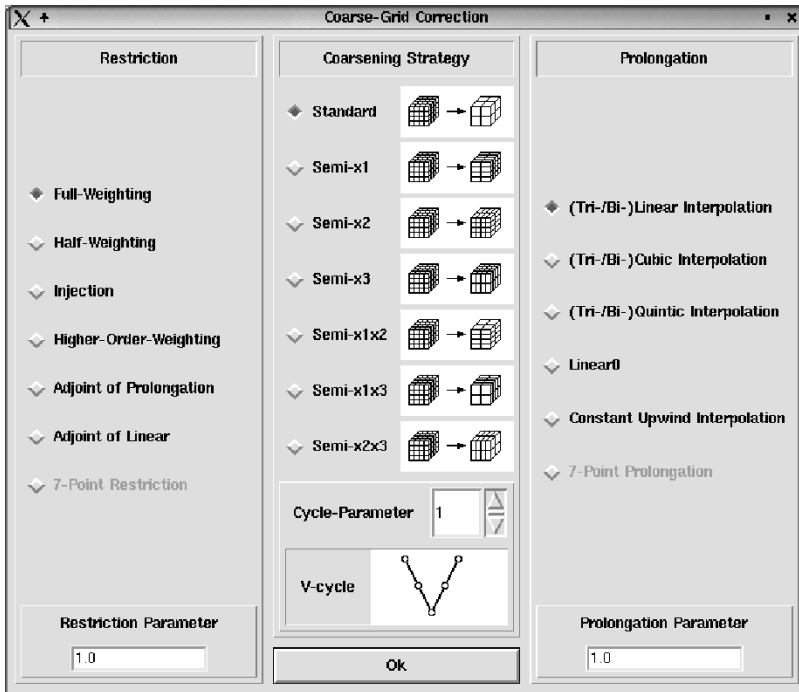 Coarse-Grid Correction
Restriction
Full-Weighting
Half-Weighting
Injection
Higher-Order-Weighting
Adjoint of Prolongation
Adjoint of Linear
7-Point Restriction
Restriction Parameter
1.0
Coarsening Strategy
Standard
Semi-x1
Semi-x2
Semi-x3
Semi-x1x2
Semi-x1x3
Semi-x2x3
Cycle-Parameter 1
V-cycle
Ok
Prolongation
(Tri-/Bi-)Linear Interpolation
(Tri-/Bi-)Cubic Interpolation
(Tri-/Bi-)Quintic Interpolation
Linear0
Constant Upwind Interpolation
7-Point Prolongation
Prolongation Parameter
1.0